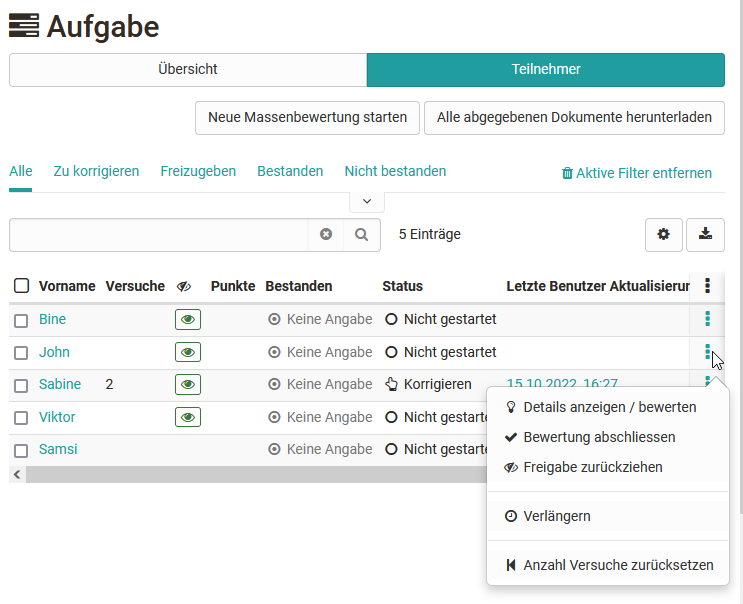 Aufgabe
Übersicht Teilnehmer
Neue Massenbewertung starten Alle abgegebenen Dokumente herunterladen
Alle Zu korrigieren Freizugeben Bestanden Nicht bestanden Aktive Filter entfernen
5 Einträge
Vorname Versuche Punkte Bestanden Status Letzte Benutzer Aktualisierun
Bine Keine Angabe Nicht gestartet
John Keine Angabe Nicht gestartet
Sabine 2 Keine Angabe Korrigieren 15.10.2022, 16:27
Viktor Keine Angabe Nicht gestarte
Samsi Keine Angabe Nicht gestarte
Details anzeigen / bewerten
Bewertung abschliessen
Freigabe zurückziehen
Verlängern
Anzahl Versuche zurücksetzen